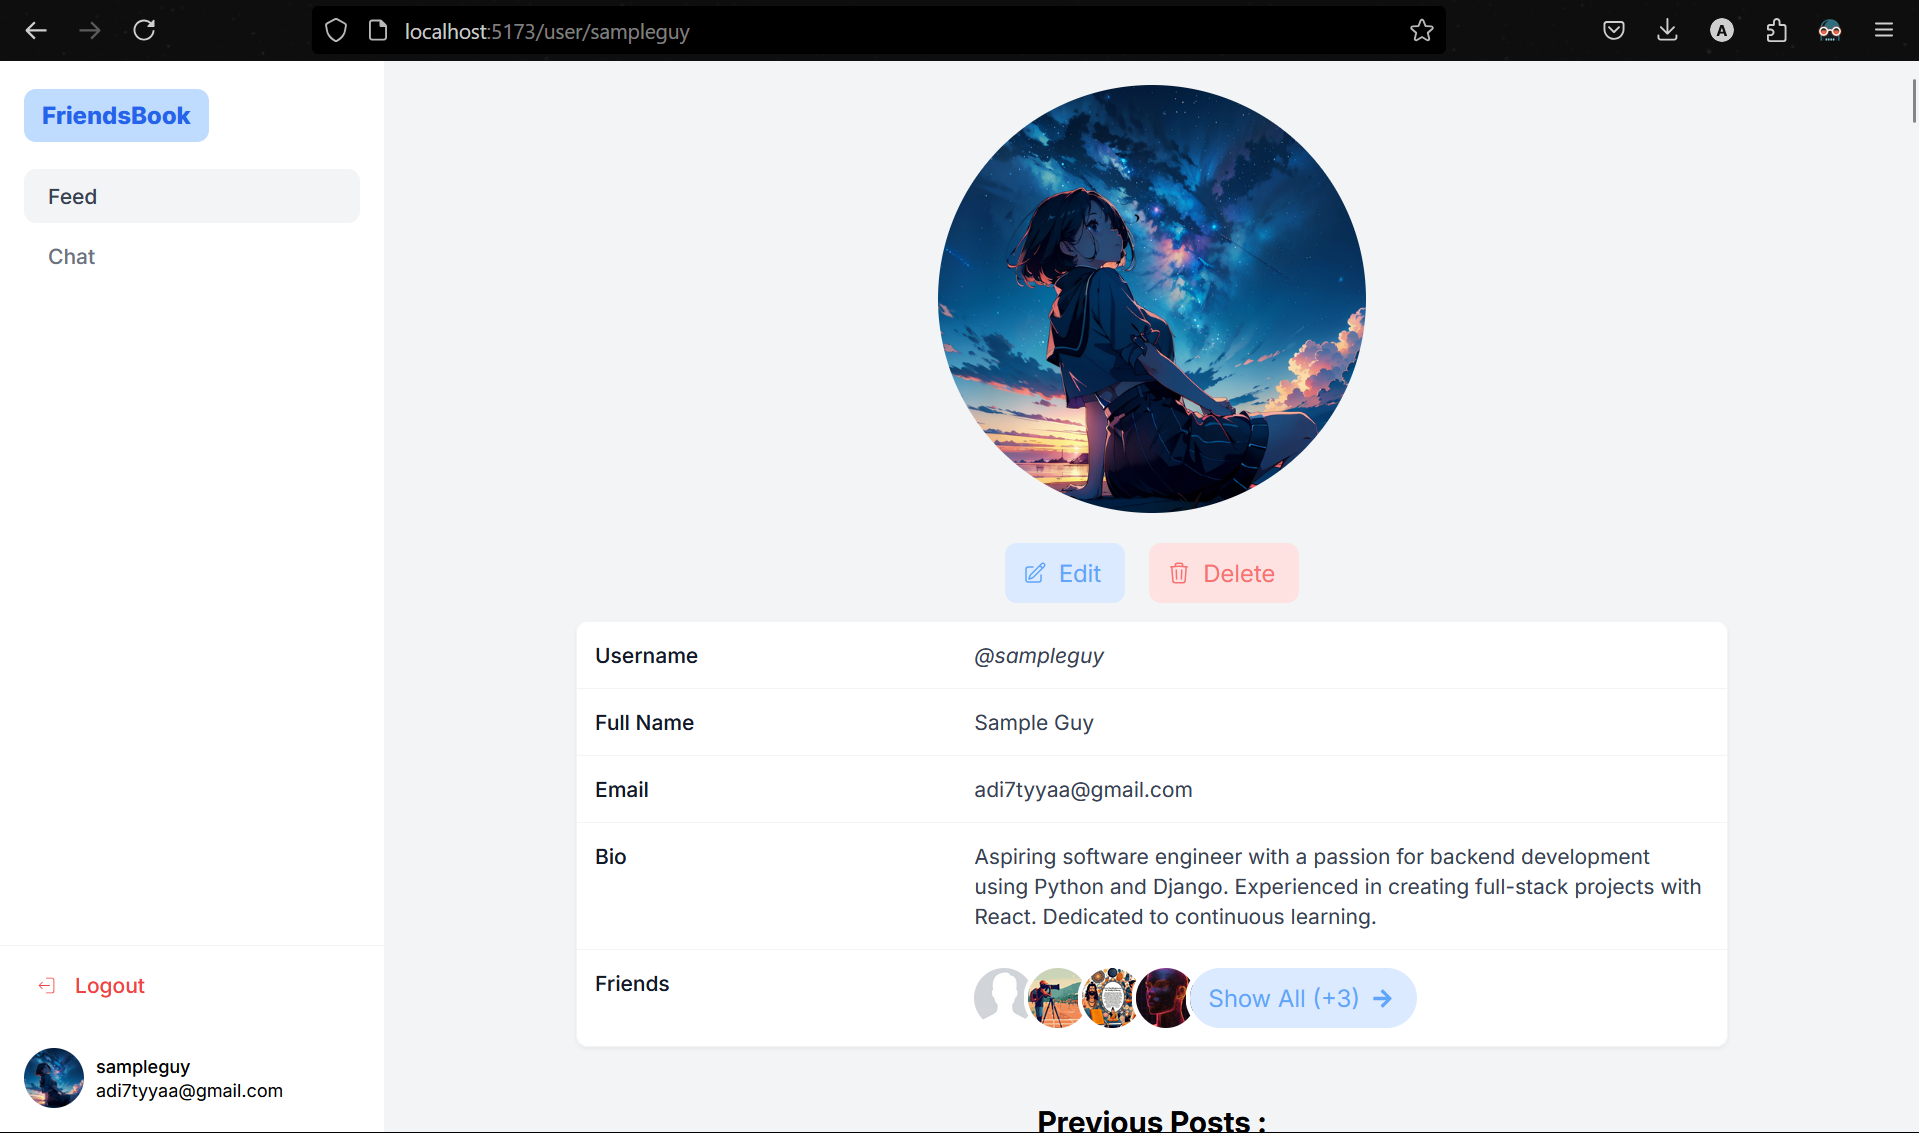 localhost:5173/user/sampleguy
A
FriendsBook
Feed
Chat
Logout
sampleguy
adi7tyyaa@gmail.com
Edit
Delete
Username
@sampleguy
Full Name
Sample Guy
Email
adi7tyyaa@gmail.com
Bio
Aspiring software engineer with a passion for backend development
using Python and Django. Experienced in creating full-stack projects with
React. Dedicated to continuous learning.
Friends
Show All (+3)
Previous Posts :